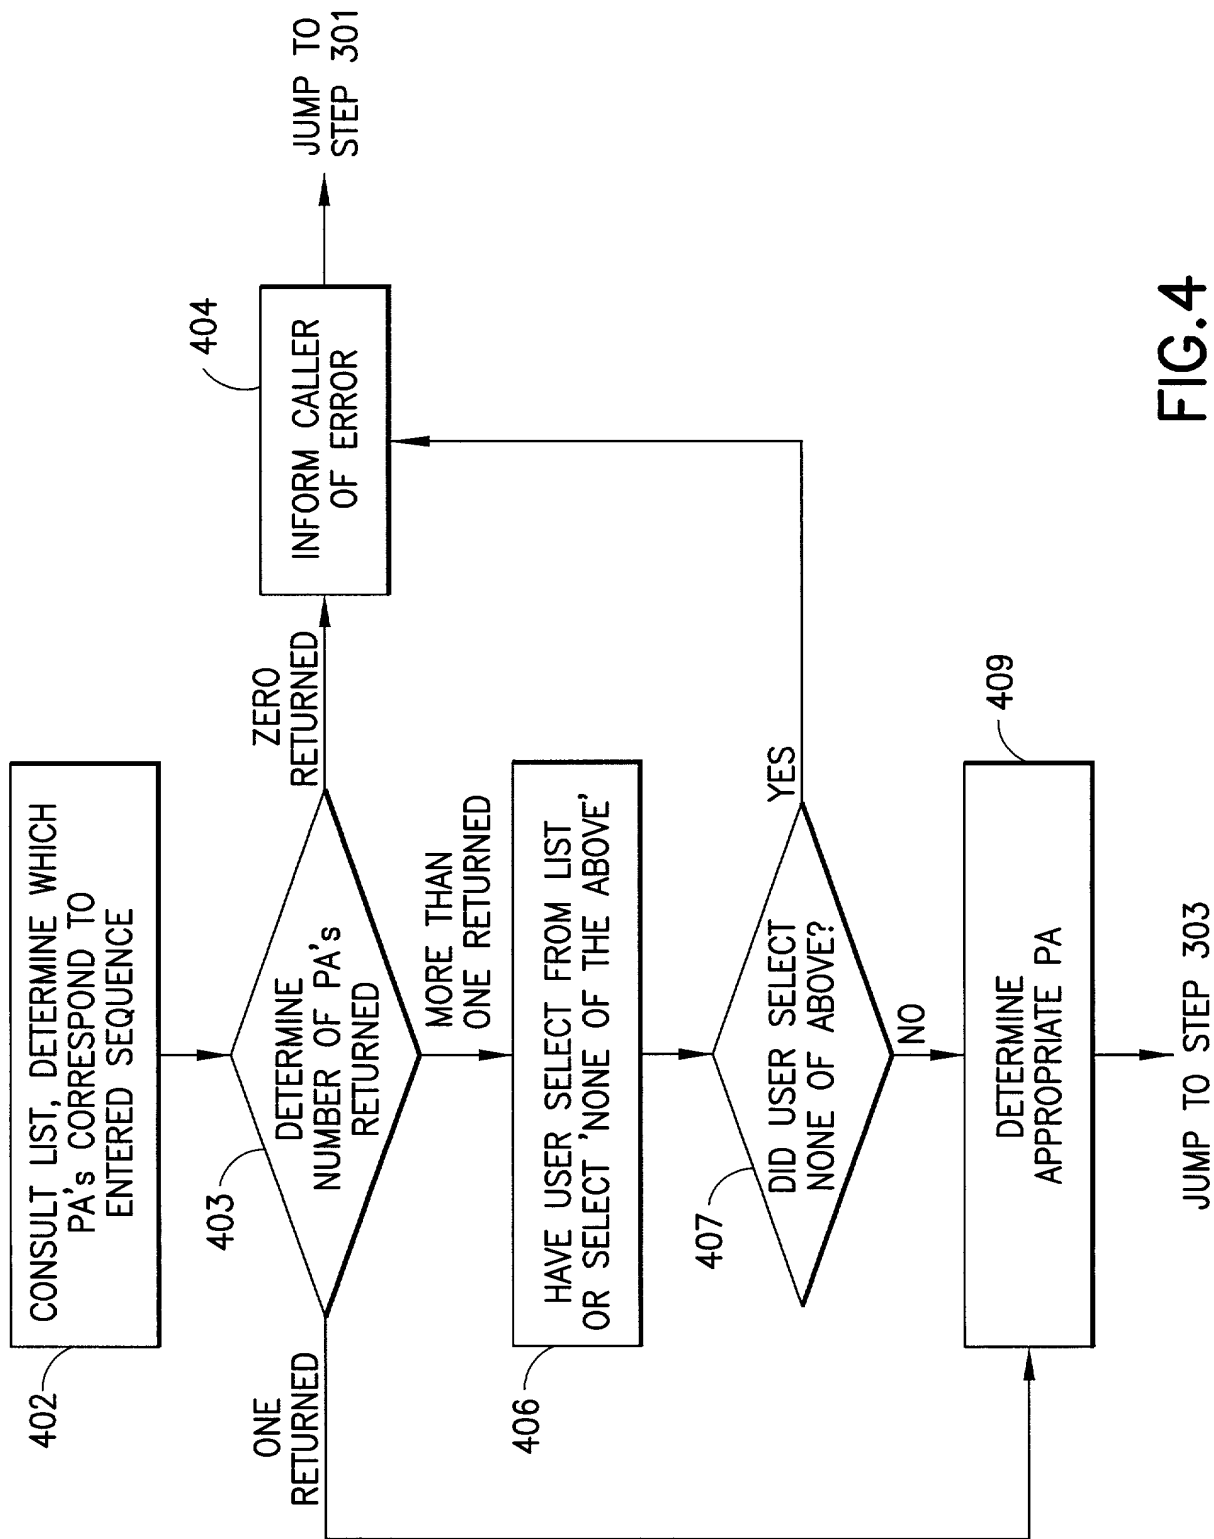 402
CONSULT LIST, DETERMINE WHICH
PA's CORRESPOND TO
ENTERED SEQUENCE
403
DETERMINE
NUMBER OF PA's
RETURNED
ONE
RETURNED
ZERO
RETURNED
404
INFORM CALLER
OF ERROR
JUMP TO
STEP 301
MORE THAN
ONE RETURNED
406
HAVE USER SELECT FROM LIST
OR SELECT 'NONE OF THE ABOVE'
407
DID USER SELECT
NONE OF ABOVE?
YES
NO
409
DETERMINE
APPROPRIATE PA
JUMP TO STEP 303
FIG.4